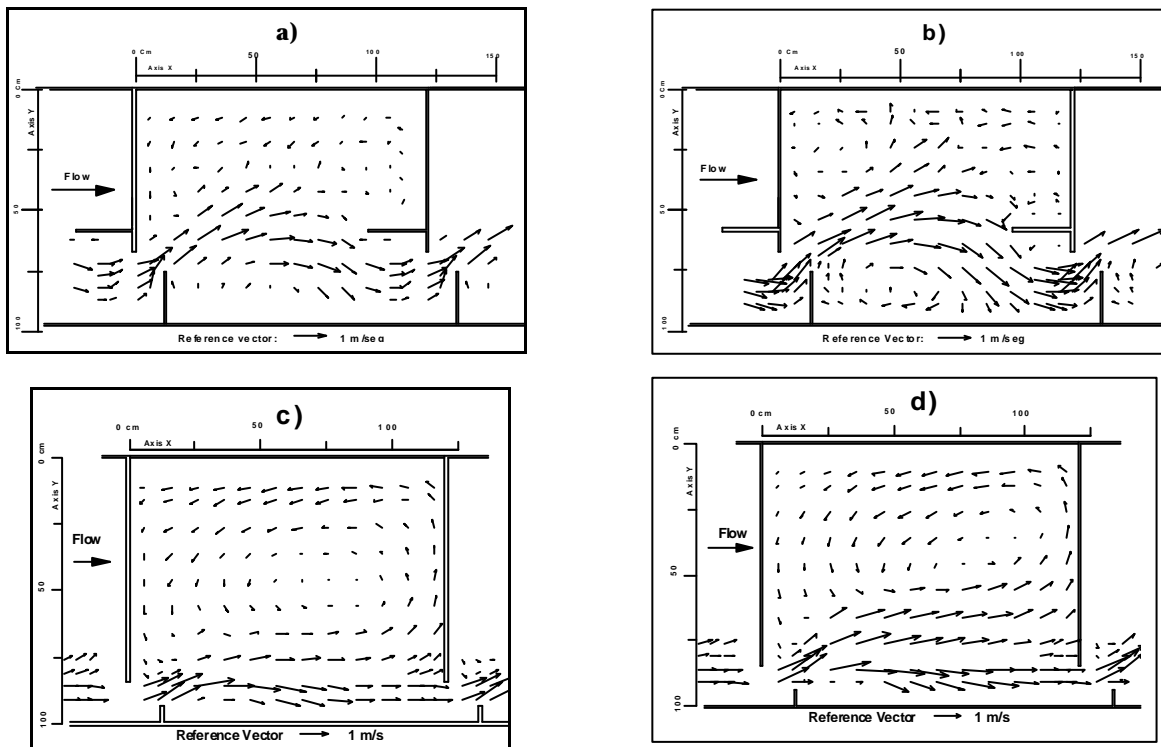 a)
0 Cm 50 100 150
Axis X
0 Cm
Axis Y
Flow
50
100
Reference vector: 1 m/seg
b)
0 Cm 50 100 150
Axis X
0 Cm
Axis Y
Flow
50
100
Reference Vector: 1 m/seg
c)
0 cm 50 100
Axis X
0 cm
Axis Y
Flow
50
100
Reference Vector 1 m/s
d)
0 cm 50 100
Axis X
0 cm
Axis Y
Flow
50
100
Reference Vector 1 m/s